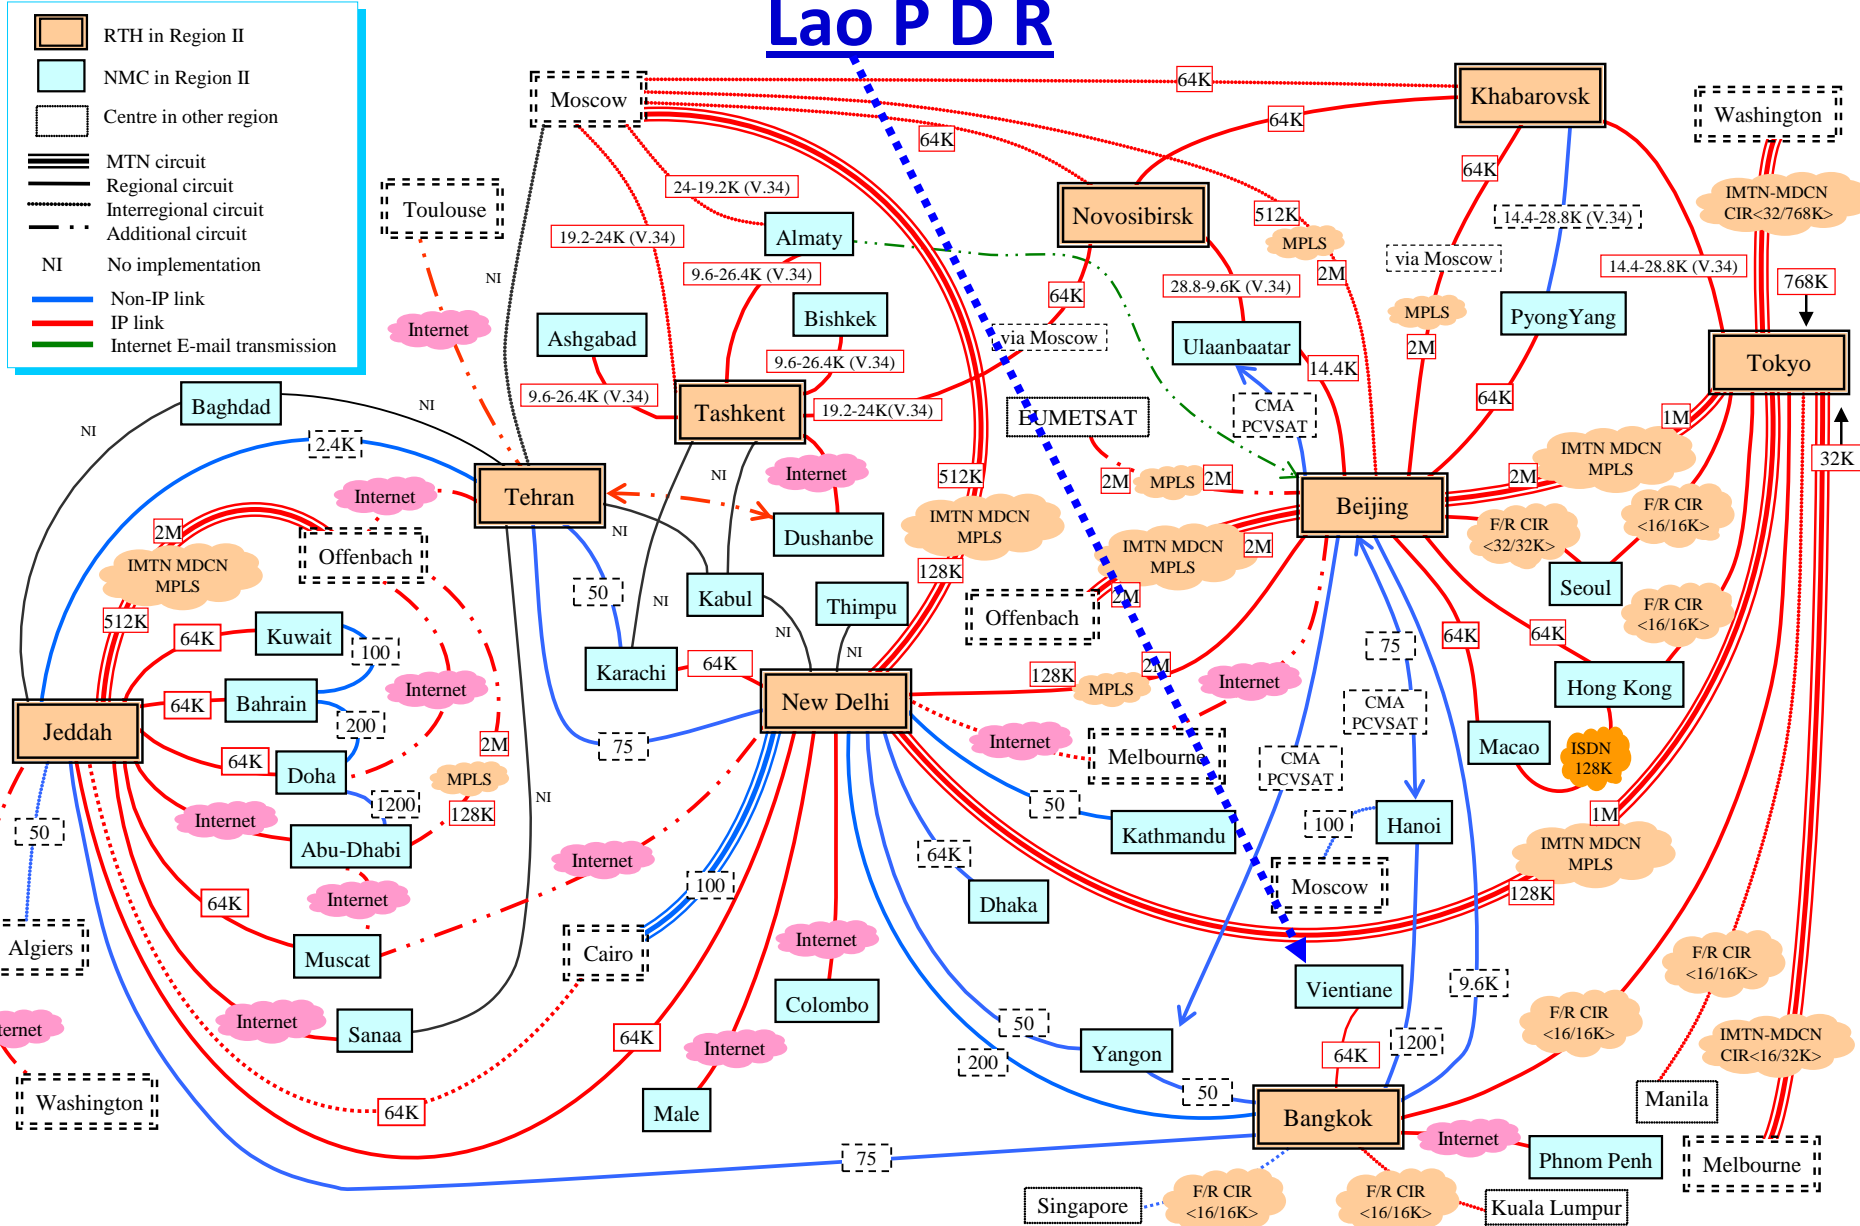 Lao P D R
RTH in Region II
NMC in Region II
Centre in other region
MTN circuit
Regional circuit
Interregional circuit
Additional circuit
NI No implementation
Non-IP link
IP link
Internet E-mail transmission
Moscow
64K
Khabarovsk
Washington
64K
64K
IMTN-MDCN
CIR<32/768K>
Toulouse
24-19.2K (V.34)
64K
Novosibirsk
512K
MPLS
14.4-28.8K (V.34)
Almaty
19.2-24K (V.34)
NI
9.6-26.4K (V.34)
2M
via Moscow
14.4-28.8K (V.34)
768K
64K
28.8-9.6K (V.34)
MPLS
PyongYang
Internet
Ashgabad
Bishkek
via Moscow
Ulaanbaatar
2M
Tokyo
9.6-26.4K (V.34)
14.4K
9.6-26.4K (V.34)
Tashkent
19.2-24K(V.34)
EUMETSAT
CMA
PCVSAT
64K
1M
32K
Baghdad
NI
NI
2.4K
NI
Internet
512K
2M
MPLS
2M
2M
IMTN MDCN
MPLS
Internet
Tehran
Dushanbe
IMTN MDCN
MPLS
Beijing
F/R CIR
<32/32K>
F/R CIR
<16/16K>
2M
NI
Offenbach
IMTN MDCN
MPLS
IMTN MDCN
MPLS
2M
128K
2M
Seoul
512K
50
Kabul
NI
Thimpu
Offenbach
F/R CIR
<16/16K>
64K
Kuwait
100
NI
NI
75
64K
64K
Karachi
64K
128K
MPLS
2M
Internet
Hong Kong
64K
Bahrain
Internet
New Delhi
CMA
PCVSAT
Jeddah
200
75
Internet
Melbourne
Macao
ISDN
128K
64K
Doha
2M
MPLS
CMA
PCVSAT
1200
128K
NI
50
Kathmandu
100
Hanoi
1M
Internet
50
Abu-Dhabi
Internet
64K
IMTN MDCN
MPLS
Internet
100
Moscow
128K
64K
Dhaka
Algiers
Muscat
Cairo
Internet
F/R CIR
<16/16K>
Colombo
Vientiane
9.6K
Internet
Sanaa
64K
Internet
50
200
Yangon
64K
1200
F/R CIR
<16/16K>
IMTN-MDCN
CIR<16/32K>
ternet
Washington
64K
Male
50
Bangkok
Manila
75
Internet
Phnom Penh
Melbourne
Singapore
F/R CIR
<16/16K>
F/R CIR
<16/16K>
Kuala Lumpur